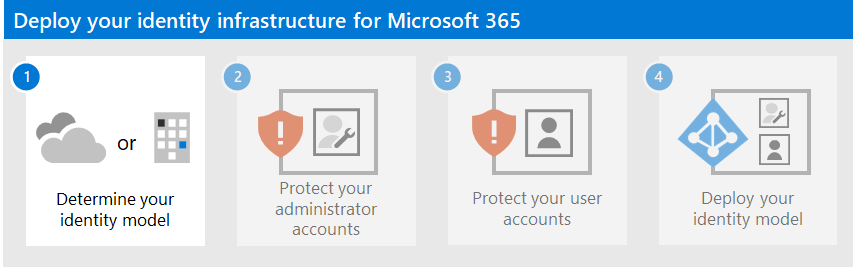 Deploy your identity infrastructure for Microsoft 365
1
or
Determine your
identity model
2
Protect your
administrator
accounts
3
Protect your user
accounts
4
Deploy your
identity model